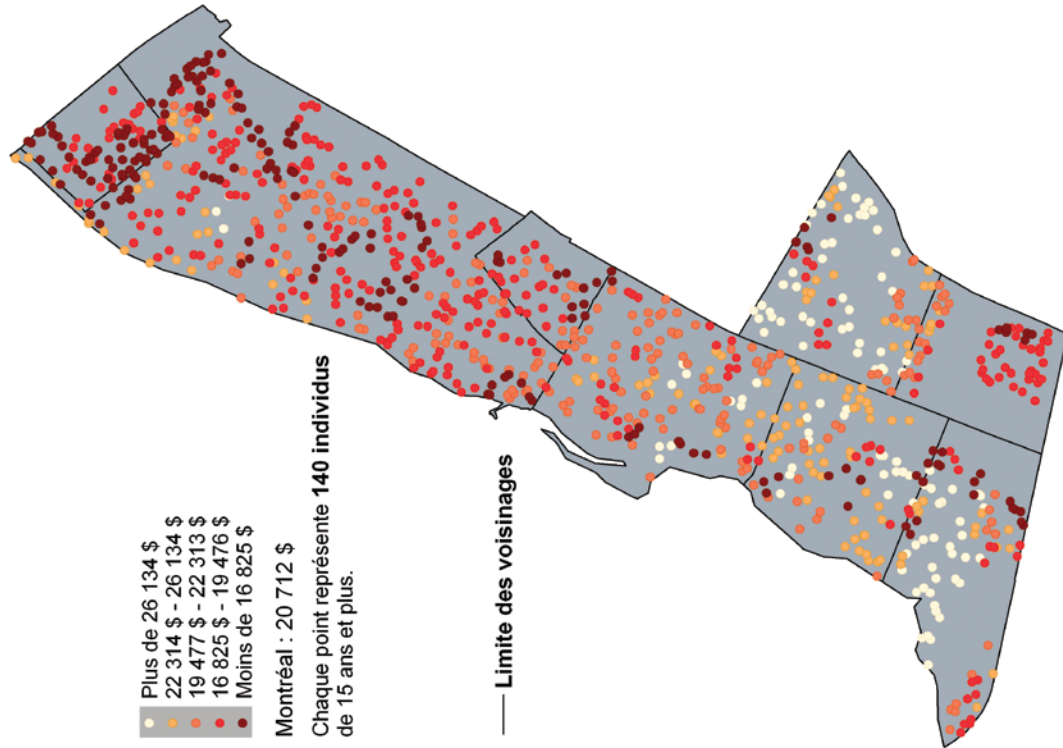 Plus de 26 134 $
22 314 $ - 26 134 $
19 477 $ - 22 313 $
16 825 $ - 19 476 $
Moins de 16 825 $
Montréal : 20 712 $
Chaque point représente 140 individus
de 15 ans et plus.
Limite des voisinages